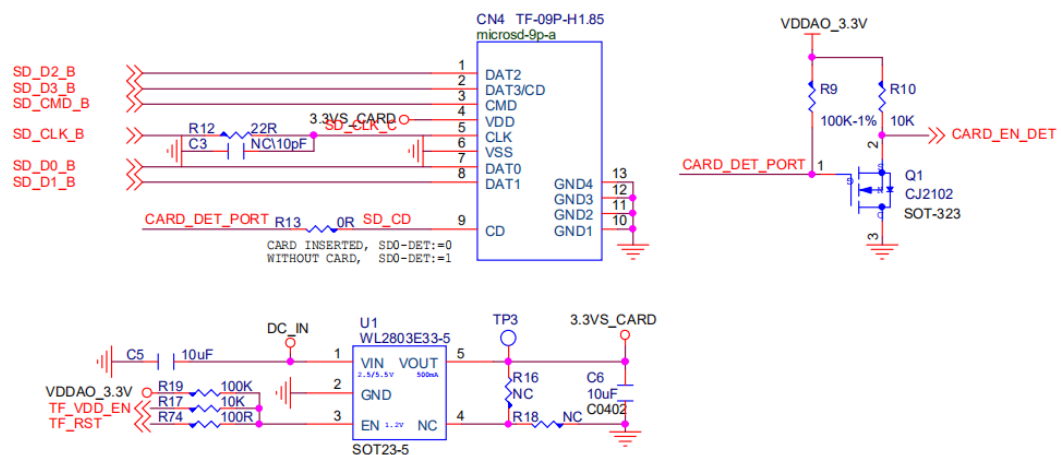 CN4 TF-09P-H1.85
microsd-9p-a
SD_D2_B 1 DAT2
SD_D3_B 2 DAT3/CD
SD_CMD_B 3 CMD
3.3VS_CARD 4 VDD
SD_CLK_B R12 22R SD_CLK_C 5 CLK
C3 NC\10pF 6 VSS
SD_D0_B 7 DAT0
SD_D1_B 8 DAT1
GND4 13
GND3 12
GND2 11
GND1 10
CARD_DET_PORT R13 0R SD_CD 9 CD
CARD INSERTED, SD0-DET:=0
WITHOUT CARD, SD0-DET:=1
VDDAO_3.3V
R9 R10
100K-1% 10K
2 CARD_EN_DET
CARD_DET_PORT 1
S
G
D
Q1
CJ2102
SOT-323
3
U1
WL2803E33-5
DC_IN
TP3
3.3VS_CARD
C5 10uF 1 VIN VOUT 5
2.5/5.5V 500mA
VDDAO_3.3V R19 100K 2 GND
TF_VDD_EN R17 10K
TF_RST R74 100R 3 EN 1.2V NC 4
SOT23-5
R16
NC
R18 NC
C6
10uF
C0402